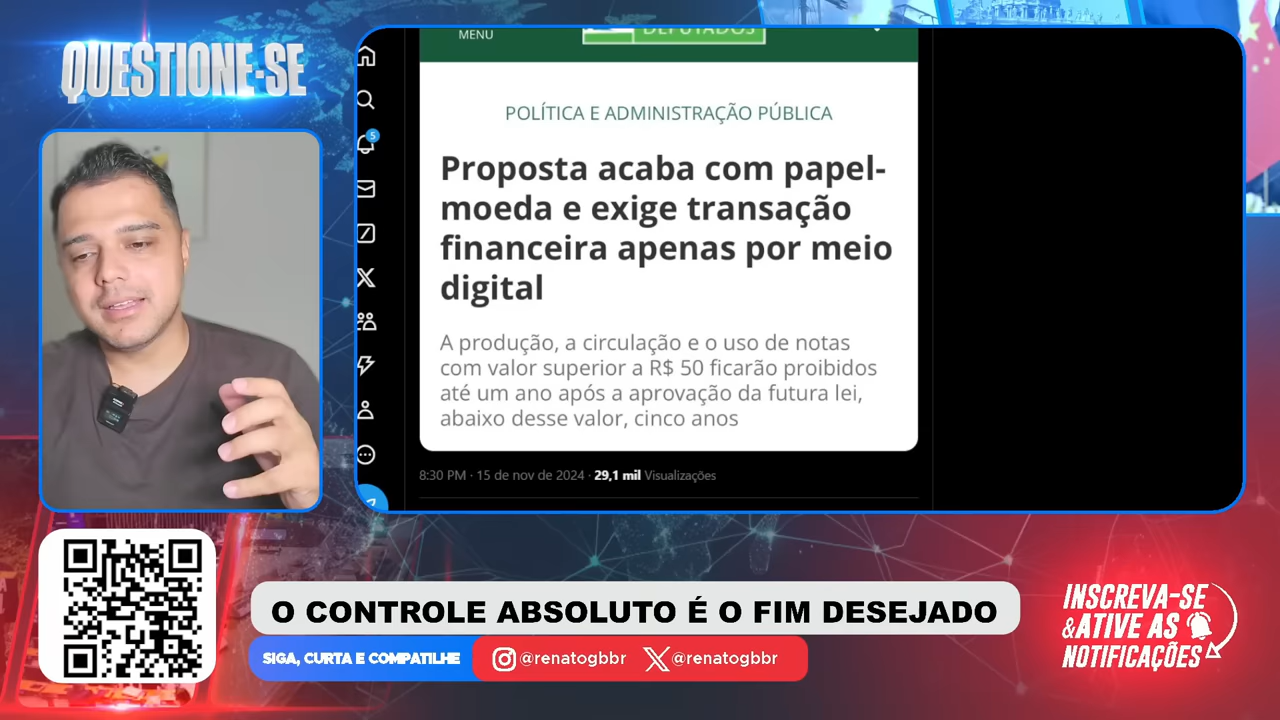 QUESTIONE-SE
MENU
DEPUTADOS
5
POLÍTICA E ADMINISTRAÇÃO PÚBLICA
Proposta acaba com papel-
moeda e exige transação
financeira apenas por meio
digital
A produção, a circulação e o uso de notas
com valor superior a R$ 50 ficarão proibidos
até um ano após a aprovação da futura lei,
abaixo desse valor, cinco anos
8:30 PM · 15 de nov de 2024 · 29,1 mil Visualizações
O CONTROLE ABSOLUTO É O FIM DESEJADO
SIGA, CURTA E COMPATILHE
@renatogbbr
@renatogbbr
INSCREVA-SE
&ATIVE AS
NOTIFICAÇÕES